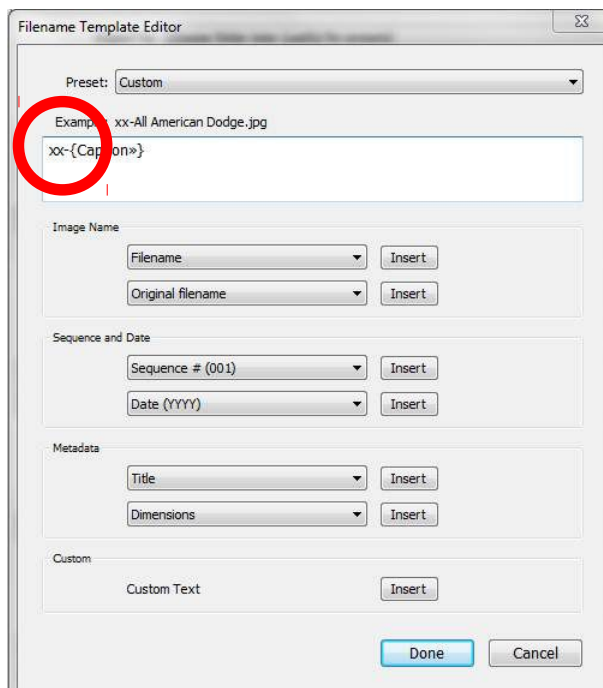 Filename Template Editor
Preset: Custom
xx-All American Dodge.jpg
xx-{Caption»}
Image Name
Filename Insert
Original filename Insert
Sequence and Date
Sequence # (001) Insert
Date (YYYY) Insert
Metadata
Title Insert
Dimensions Insert
Custom
Custom Text Insert
Done Cancel